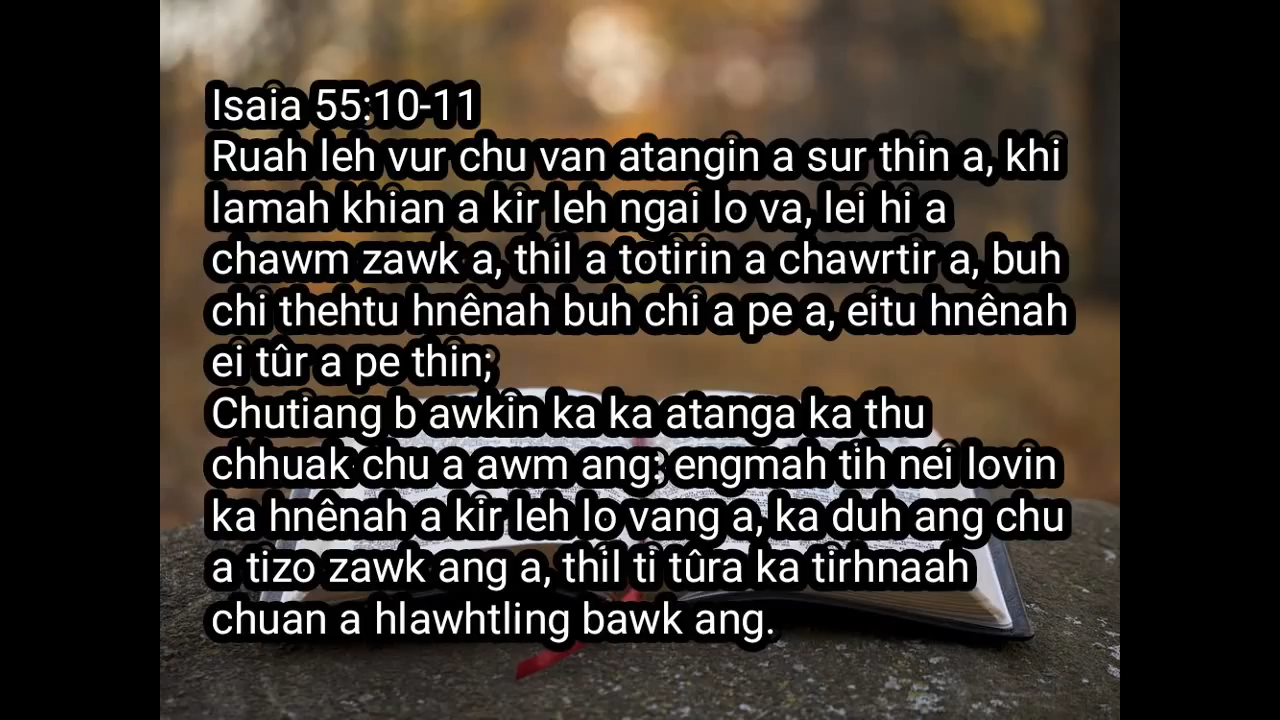 Isaia 55:10-11
Ruah leh vur chu van atangin a sur thin a, khi
lamah khian a kir leh ngai lo va, lei hi a
chawm zawk a, thil a totirin a chawrtir a, buh
chi thehtu hnênah buh chi a pe a, eitu hnênah
ei tûr a pe thin;
Chutiang b awkin ka ka atanga ka thu
chhuak chu a awm ang: engmah tih nei lovin
ka hnênah a kir leh lo vang a, ka duh ang chu
a tizo zawk ang a, thil ti tûra ka tirhnaah
chuan a hlawhtling bawk ang.